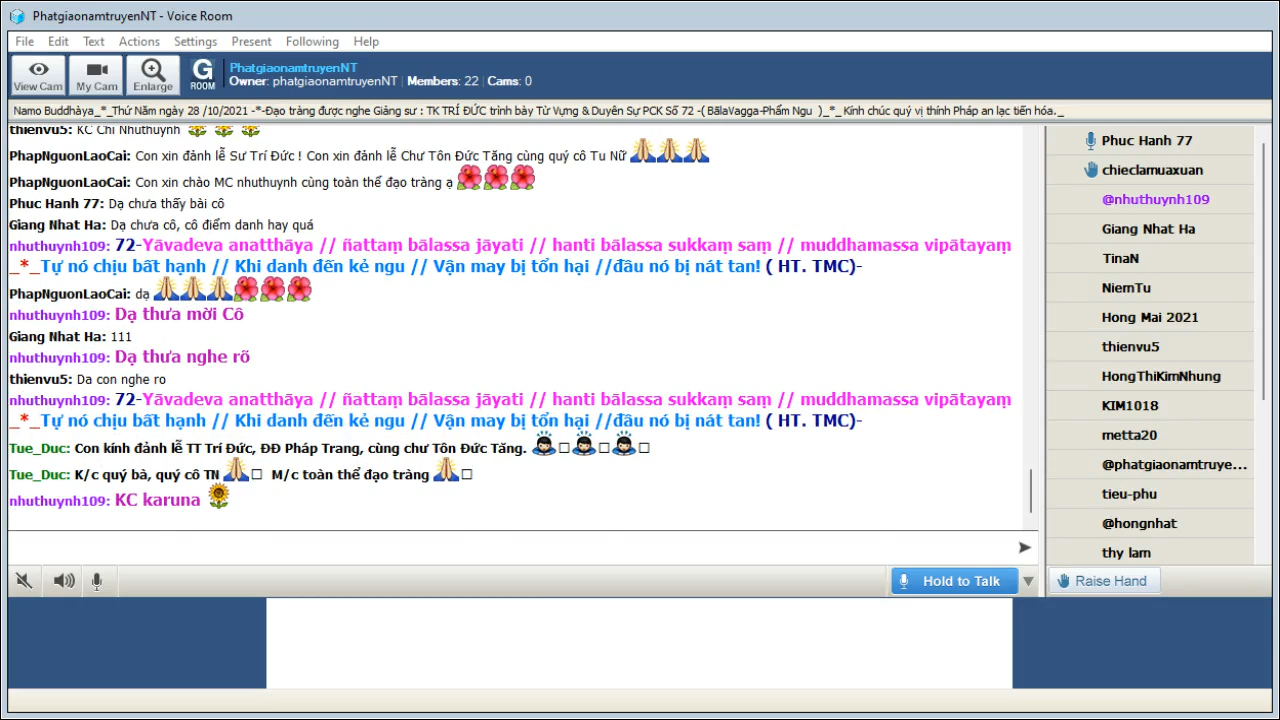 PhatgiaonamtruyenNT - Voice Room
File Edit Text Actions Settings Present Following Help
View Cam My Cam Enlarge G ROOM
PhatgiaonamtruyenNT
Owner: phatgiaonamtruyenNT | Members: 22 | Cams: 0
Namo Buddhàya_*_Thứ Năm ngày 28 /10/2021 -*-Đạo tràng được nghe Giảng sư : TK TRÍ ĐỨC trình bày Từ Vựng & Duyên Sự PCK Số 72 -( BãlaVagga-Phẩm Ngu )_*_Kính chúc quý vị thính Pháp an lạc tiến hóa._
thienvu5: KC Chi Nhuthuynh
PhapNguonLaoCai: Con xin đảnh lễ Sư Trí Đức ! Con xin đảnh lễ Chư Tôn Đức Tăng cùng quý cô Tu Nữ
PhapNguonLaoCai: Con xin chào MC nhuthuynh cùng toàn thể đạo tràng ạ
Phuc Hanh 77: Dạ chưa thấy bài cô
Giang Nhat Ha: Dạ chưa cô, cô điểm danh hay quá
nhuthuynh109: 72-Yāvadeva anatthāya // ñattaṃ bālassa jāyati // hanti bālassa sukkaṃ saṃ // muddhamassa vipātayaṃ
_*_Tự nó chịu bất hạnh // Khi danh đến kẻ ngu // Vận may bị tổn hại //đầu nó bị nát tan! ( HT. TMC)-
PhapNguonLaoCai: dạ
nhuthuynh109: Dạ thưa mời Cô
Giang Nhat Ha: 111
nhuthuynh109: Dạ thưa nghe rõ
thienvu5: Da con nghe ro
nhuthuynh109: 72-Yāvadeva anatthāya // ñattaṃ bālassa jāyati // hanti bālassa sukkaṃ saṃ // muddhamassa vipātayaṃ
_*_Tự nó chịu bất hạnh // Khi danh đến kẻ ngu // Vận may bị tổn hại //đầu nó bị nát tan! ( HT. TMC)-
Tue_Duc: Con kính đảnh lễ TT Trí Đức, ĐĐ Pháp Trang, cùng chư Tôn Đức Tăng.
Tue_Duc: K/c quý bà, quý cô TN M/c toàn thể đạo tràng
nhuthuynh109: KC karuna
Hold to Talk
Phuc Hanh 77
chieclamuaxuan
@nhuthuynh109
Giang Nhat Ha
TinaN
NiemTu
Hong Mai 2021
thienvu5
HongThiKimNhung
KIM1018
metta20
@phatgiaonamtruye...
tieu-phu
@hongnhat
thy lam
Raise Hand